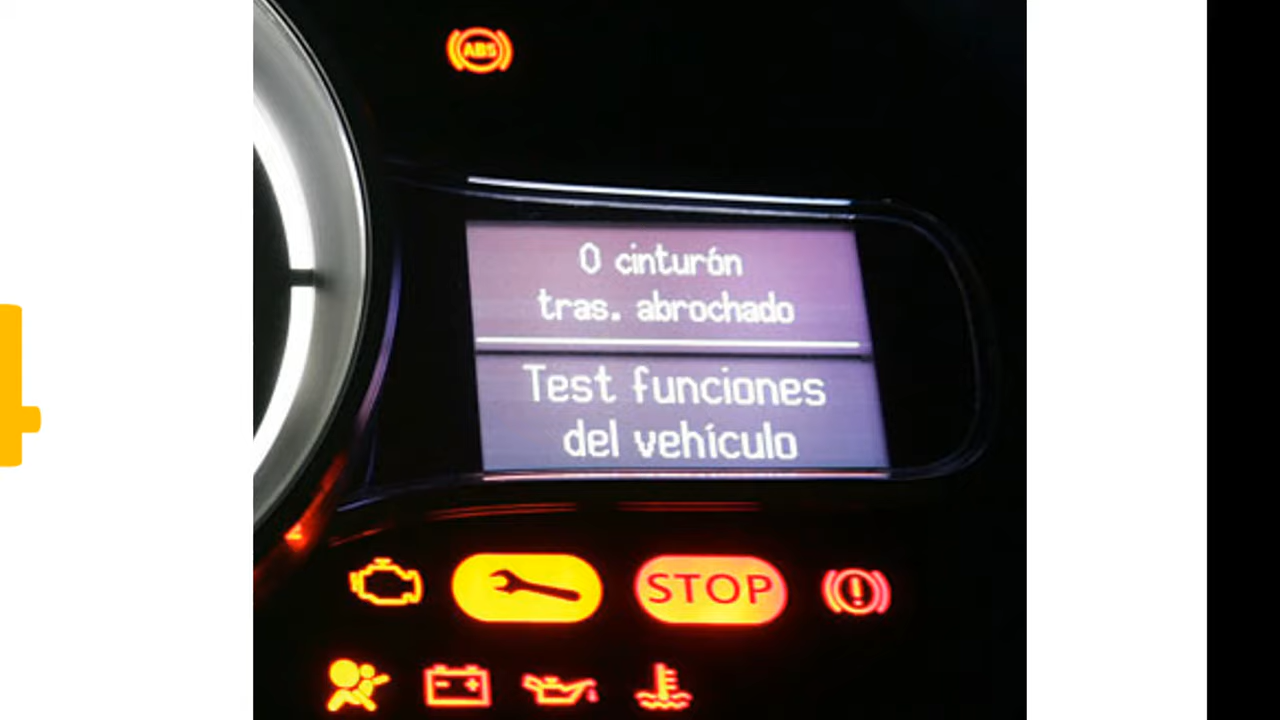 ABS
0 cinturón
tras. abrochado
Test funciones
del vehículo
STOP